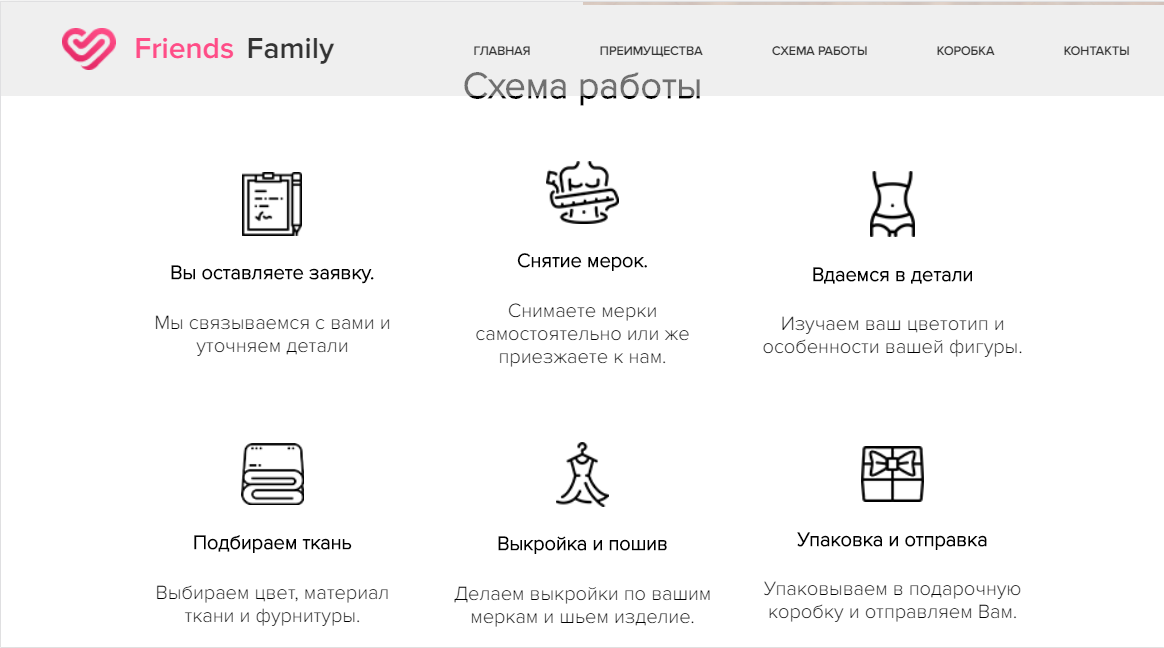 Friends Family
ГЛАВНАЯ
ПРЕИМУЩЕСТВА
СХЕМА РАБОТЫ
КОРОБКА
КОНТАКТЫ
Схема работы
Вы оставляете заявку.
Мы связываемся с вами и
уточняем детали
Снятие мерок.
Снимаете мерки
самостоятельно или же
приезжаете к нам.
Вдаемся в детали
Изучаем ваш цветотип и
особенности вашей фигуры.
Подбираем ткань
Выбираем цвет, материал
ткани и фурнитуры.
Выкройка и пошив
Делаем выкройки по вашим
меркам и шьем изделие.
Упаковка и отправка
Упаковываем в подарочную
коробку и отправляем Вам.